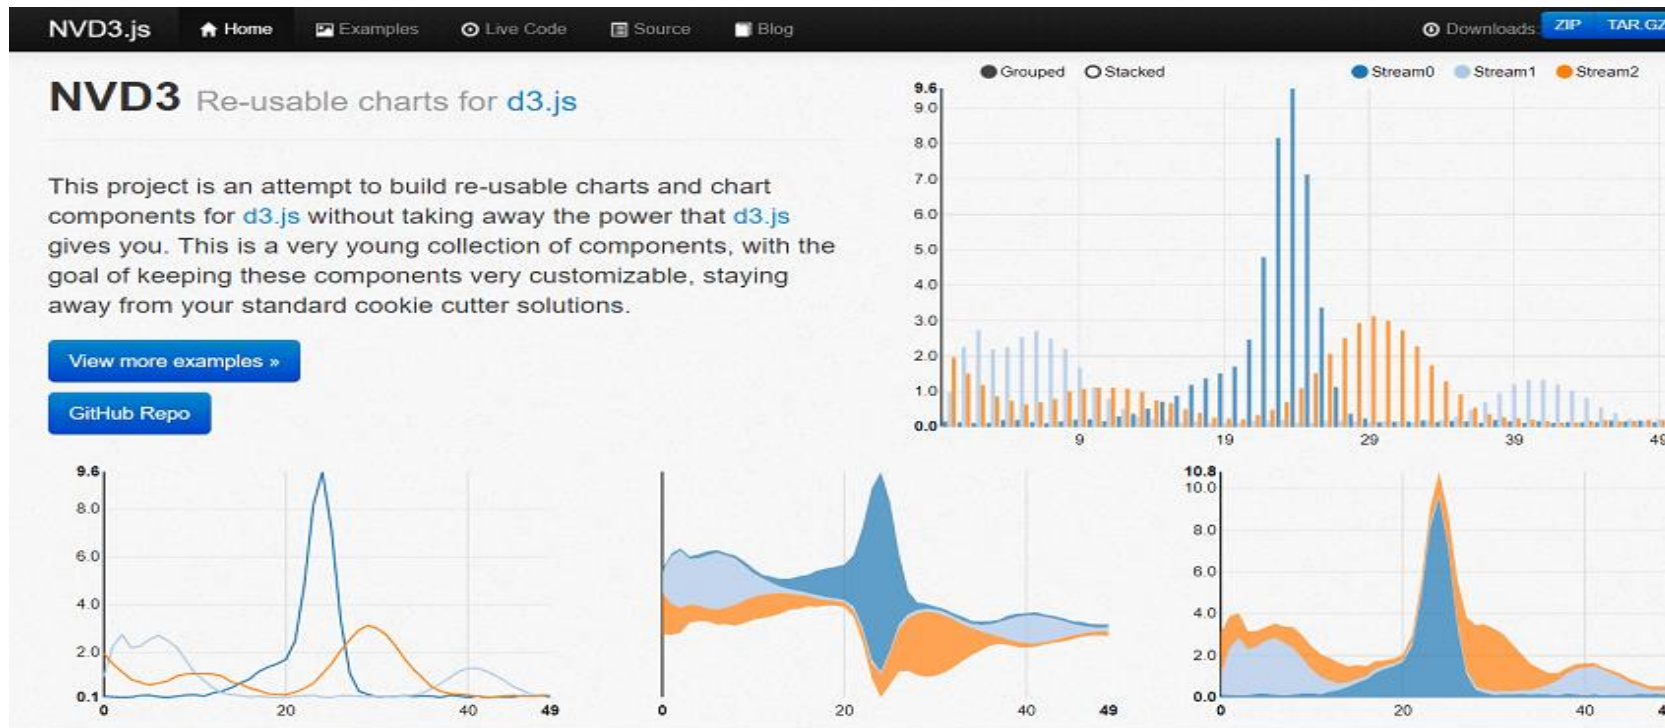 NVD3.js Home Examples Live Code Source Blog Downloads: ZIP TAR.GZ
NVD3 Re-usable charts for d3.js
This project is an attempt to build re-usable charts and chart
components for d3.js without taking away the power that d3.js
gives you. This is a very young collection of components, with the
goal of keeping these components very customizable, staying
away from your standard cookie cutter solutions.
View more examples »
GitHub Repo
Grouped Stacked Stream0 Stream1 Stream2
9.6
9.0
8.0
7.0
6.0
5.0
4.0
3.0
2.0
1.0
0.0
9 19 29 39 49
9.6
8.0
6.0
4.0
2.0
0.1
0 20 40 49
0 20 40 49
10.8
10.0
8.0
6.0
4.0
2.0
0.0
0 20 40 4